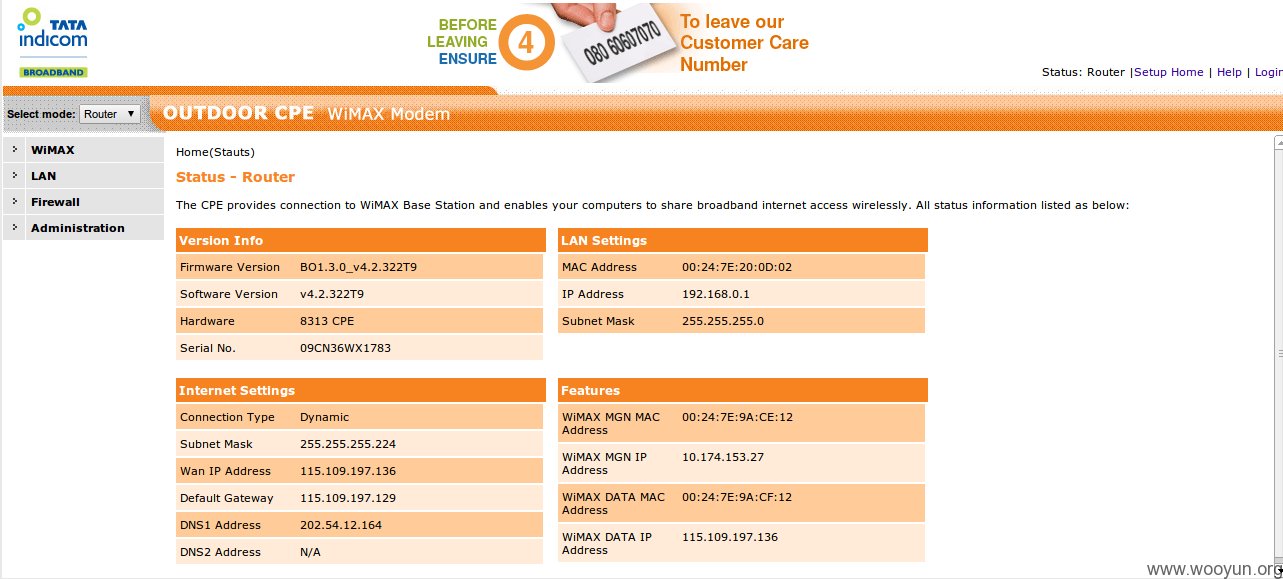 TATA
indicom
BROADBAND
BEFORE
LEAVING
ENSURE
4
080 60607070
To leave our
Customer Care
Number
Status: Router |Setup Home | Help | Login
Select mode: Router
OUTDOOR CPE WiMAX Modem
WiMAX
LAN
Firewall
Administration
Home(Stauts)
Status - Router
The CPE provides connection to WiMAX Base Station and enables your computers to share broadband internet access wirelessly. All status information listed as below:
Version Info
Firmware Version BO1.3.0_v4.2.322T9
Software Version v4.2.322T9
Hardware 8313 CPE
Serial No. 09CN36WX1783
LAN Settings
MAC Address 00:24:7E:20:0D:02
IP Address 192.168.0.1
Subnet Mask 255.255.255.0
Internet Settings
Connection Type Dynamic
Subnet Mask 255.255.255.224
Wan IP Address 115.109.197.136
Default Gateway 115.109.197.129
DNS1 Address 202.54.12.164
DNS2 Address N/A
Features
WiMAX MGN MAC 00:24:7E:9A:CE:12
Address
WiMAX MGN IP 10.174.153.27
Address
WiMAX DATA MAC 00:24:7E:9A:CF:12
Address
WiMAX DATA IP 115.109.197.136
Address
www.wooyun.org